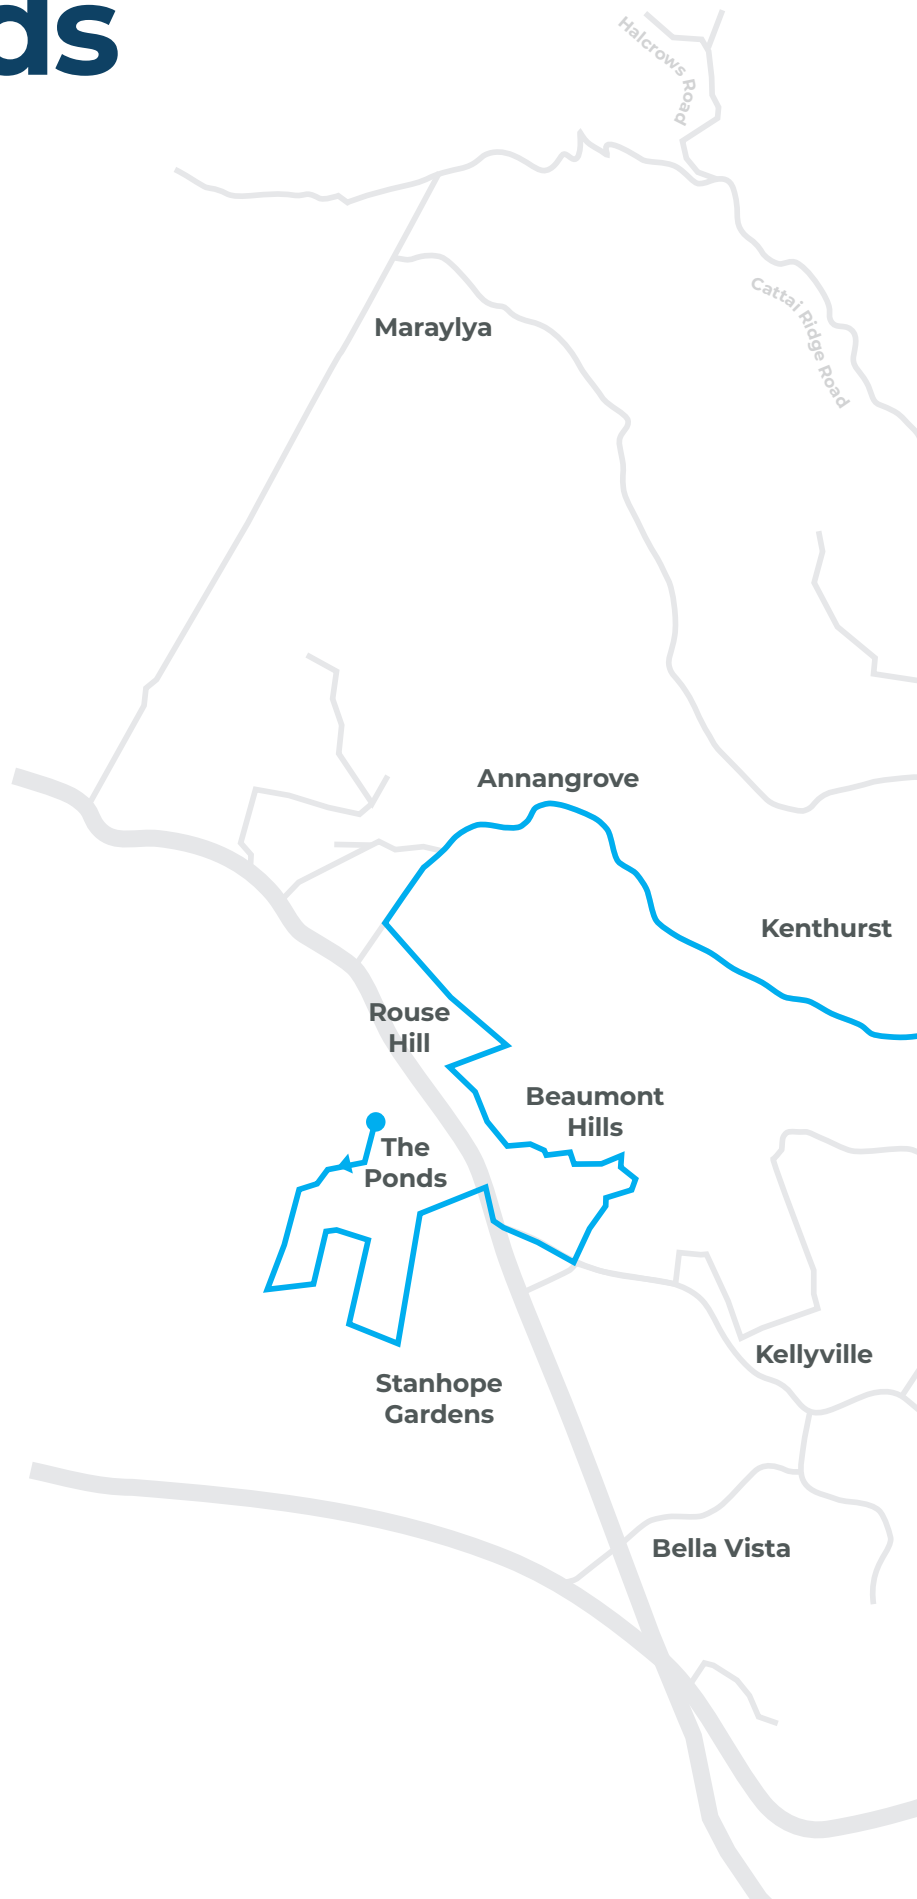 ds
Halcrows Road
Cattai Ridge Road
Maraylya
Annangrove
Kenthurst
Rouse
Hill
Beaumont
Hills
The
Ponds
Kellyville
Stanhope
Gardens
Bella Vista